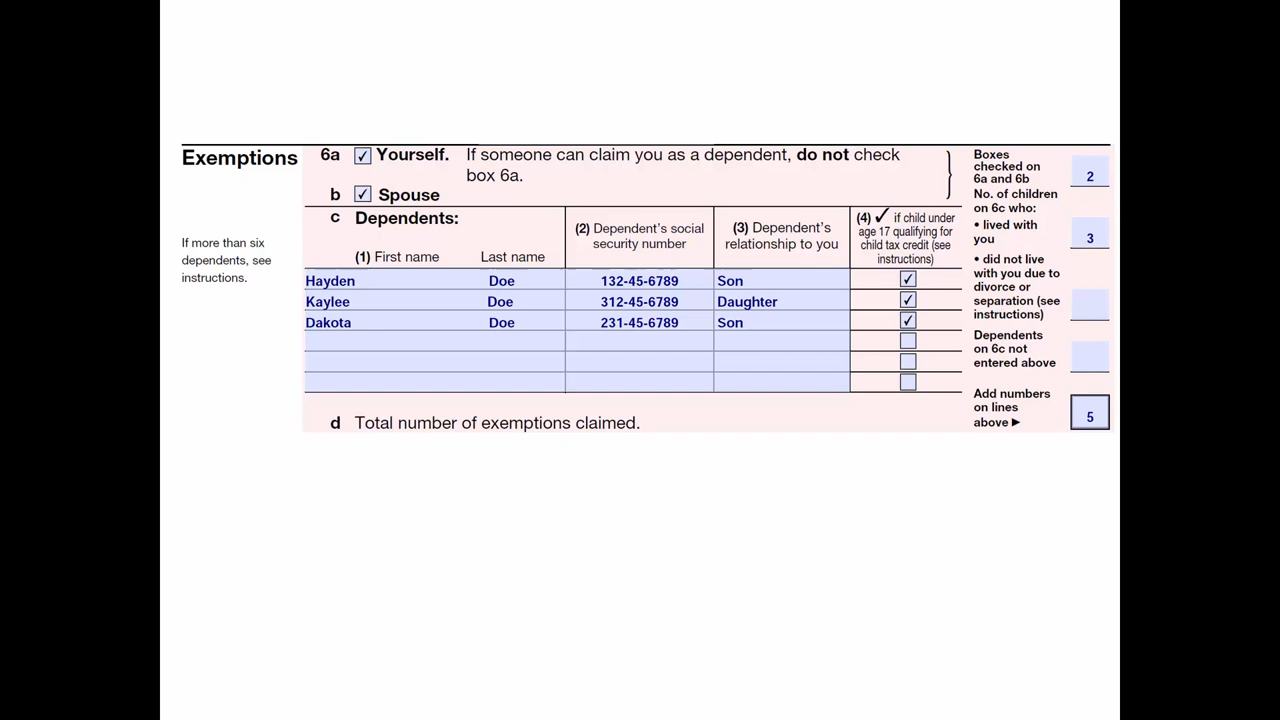 Exemptions
6a ✓ Yourself. If someone can claim you as a dependent, do not check
box 6a.
b ✓ Spouse
c Dependents:
(1) First name Last name
(2) Dependent's social
security number
(3) Dependent's
relationship to you
(4) ✓ if child under
age 17 qualifying for
child tax credit (see
instructions)
If more than six
dependents, see
instructions.
Hayden Doe 132-45-6789 Son ✓
Kaylee Doe 312-45-6789 Daughter ✓
Dakota Doe 231-45-6789 Son ✓
d Total number of exemptions claimed.
Boxes
checked on
6a and 6b 2
No. of children
on 6c who:
• lived with
you 3
• did not live
with you due to
divorce or
separation (see
instructions)
Dependents
on 6c not
entered above
Add numbers
on lines
above ▶ 5